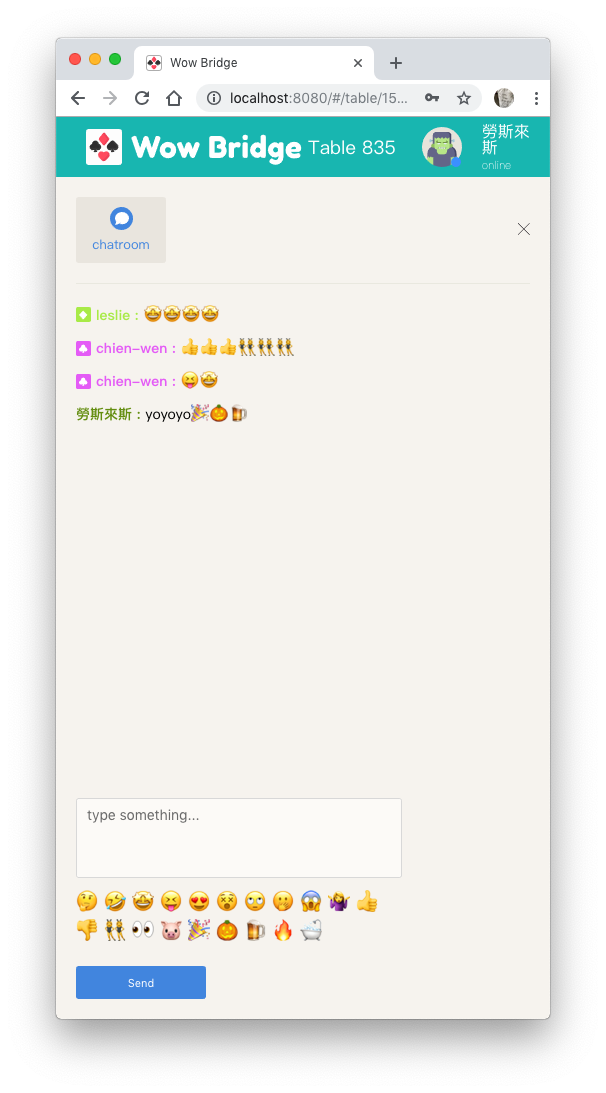 Wow Bridge
localhost:8080/#/table/15...
Wow Bridge Table 835
勞斯來
斯
online
chatroom
leslie : 🤩🤩🤩🤩
chien-wen : 👍👍👍👯👯👯
chien-wen : 😝🤩
勞斯來斯 : yoyoyo🎉🎃🍺
type something...
🤔🤣🤩😝😍😵🙄🤭😱🤷‍♀️👍
👎👯👀🐷🎉🎃🍺🔥🛁
Send